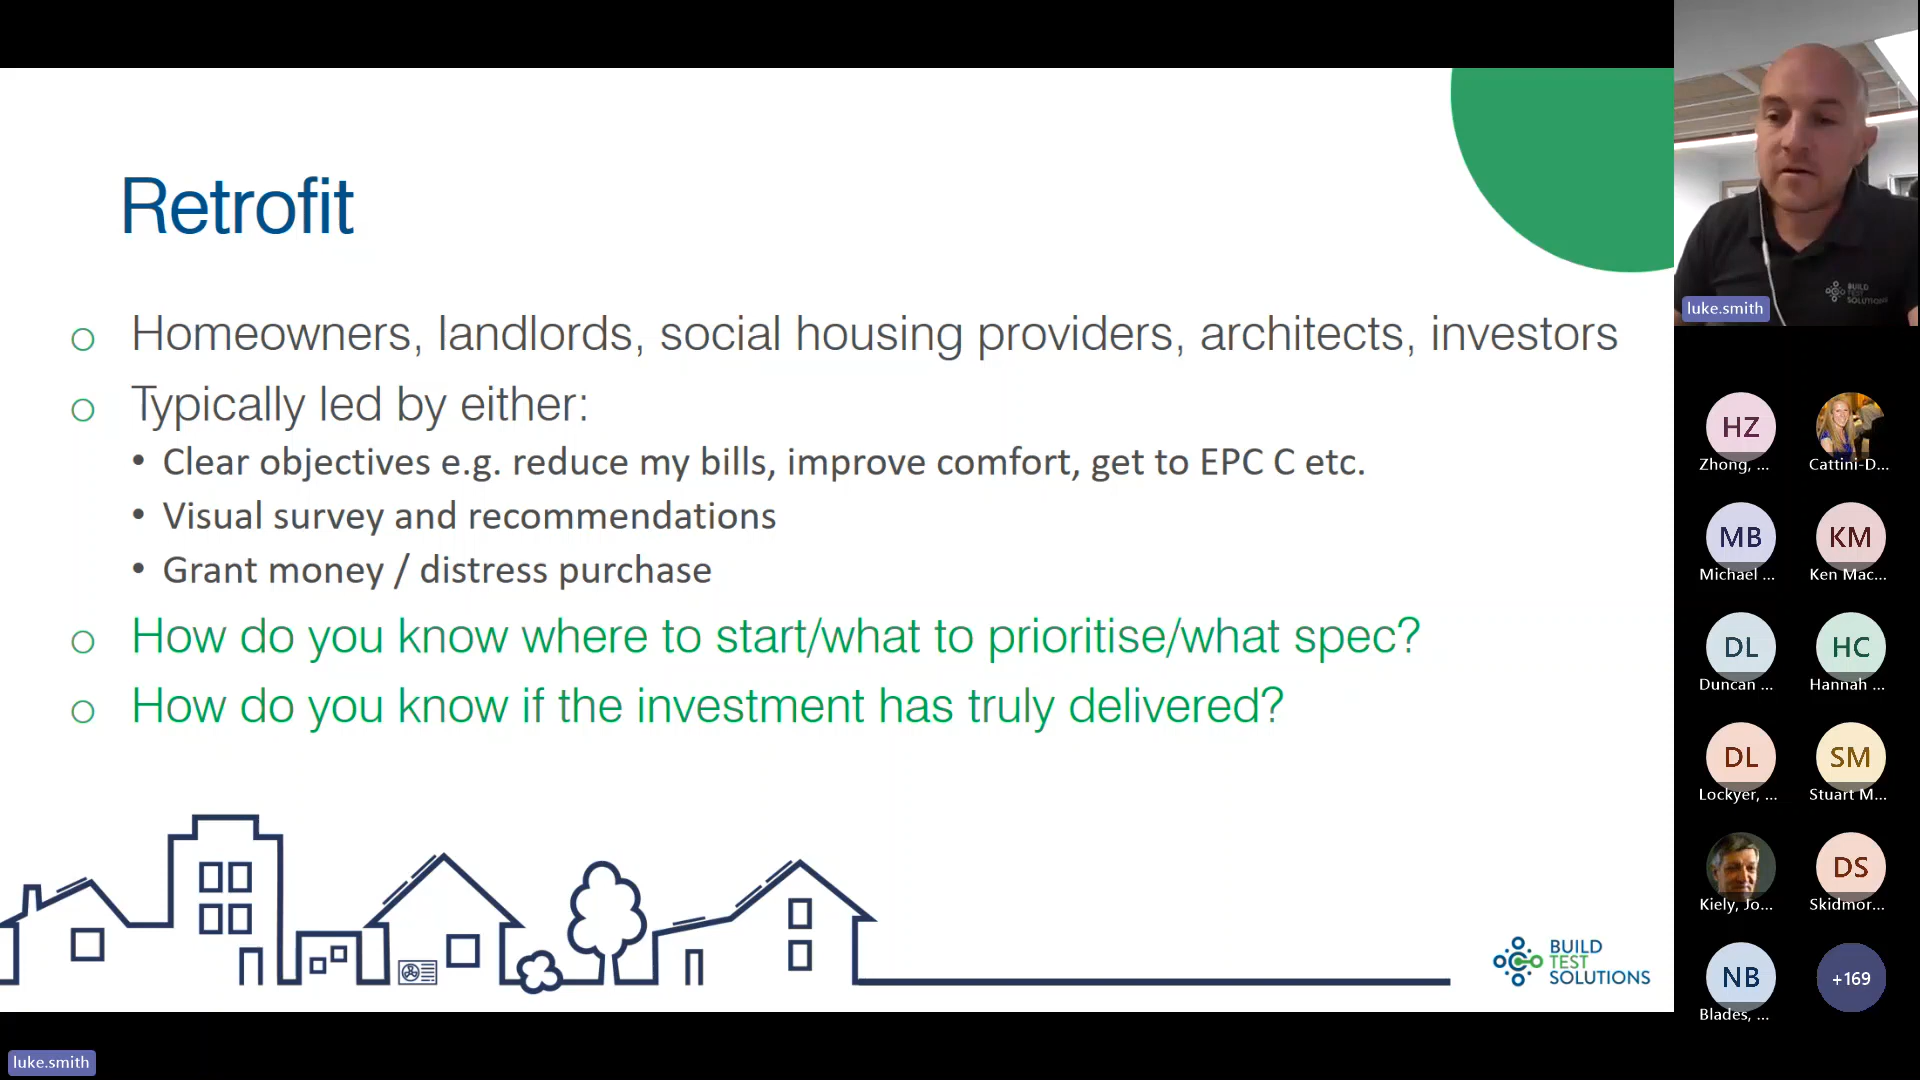 Retrofit
Homeowners, landlords, social housing providers, architects, investors
Typically led by either:
Clear objectives e.g. reduce my bills, improve comfort, get to EPC C etc.
Visual survey and recommendations
Grant money / distress purchase
How do you know where to start/what to prioritise/what spec?
How do you know if the investment has truly delivered?
BUILD
TEST
SOLUTIONS
BUILD
TEST
SOLUTIONS
luke.smith
HZ
Zhong, ...
Cattini-D...
MB
Michael ...
KM
Ken Mac...
DL
Duncan ...
HC
Hannah ...
DL
Lockyer, ...
SM
Stuart M...
Kiely, Jo...
DS
Skidmor...
NB
Blades, ...
+169
luke.smith